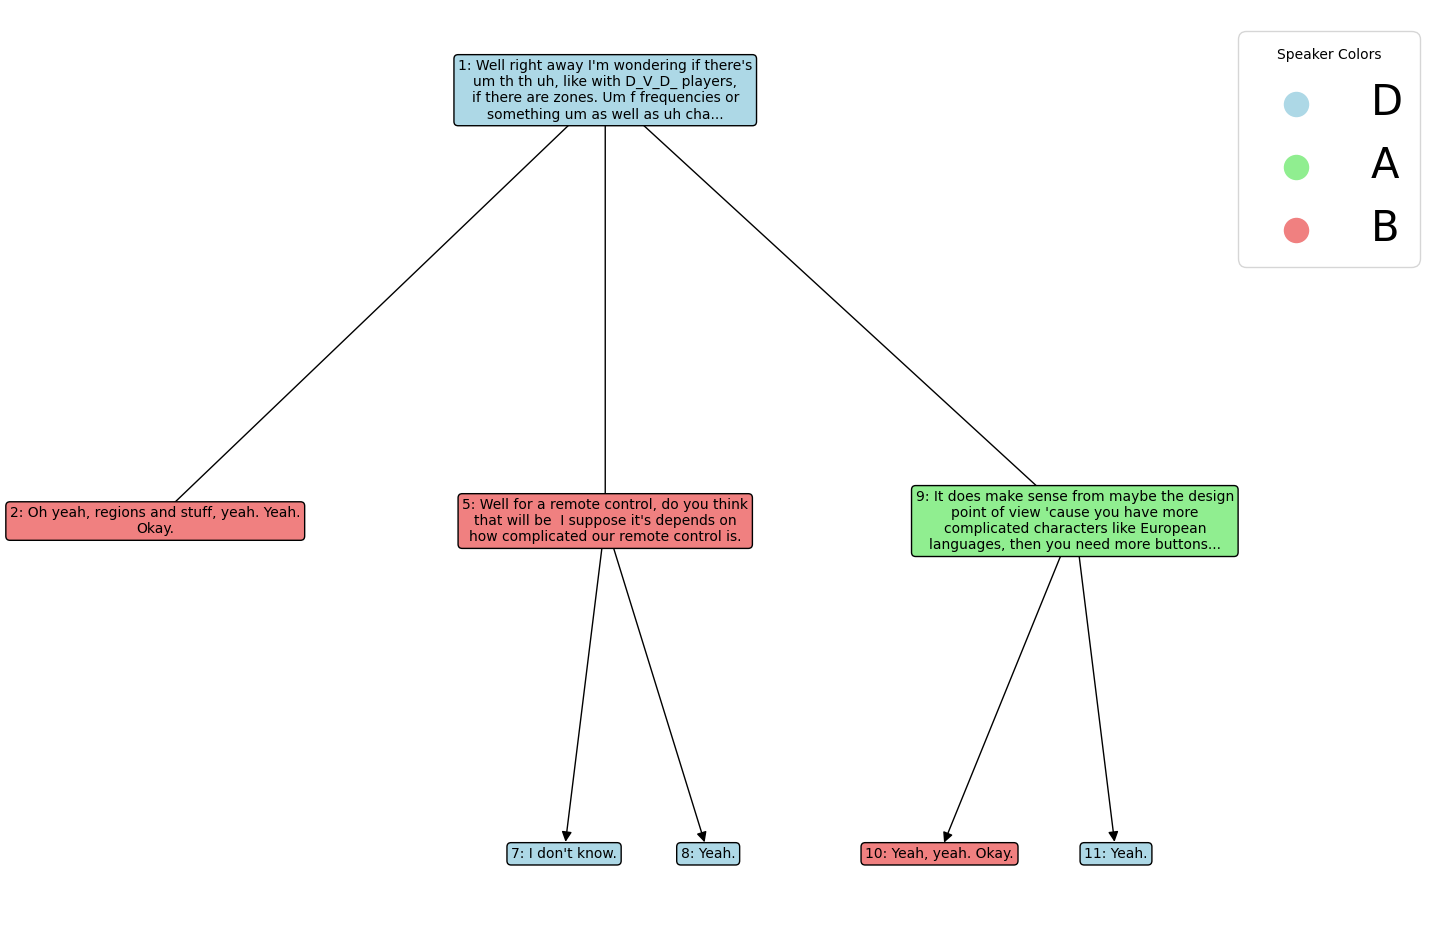 1: Well right away I'm wondering if there's
um th th uh, like with D_V_D_ players,
if there are zones. Um f frequencies or
something um as well as uh cha...
Speaker Colors
D
A
B
2: Oh yeah, regions and stuff, yeah. Yeah.
Okay.
5: Well for a remote control, do you think
that will be  I suppose it's depends on
how complicated our remote control is.
9: It does make sense from maybe the design
point of view 'cause you have more
complicated characters like European
languages, then you need more buttons...
7: I don't know.
8: Yeah.
10: Yeah, yeah. Okay.
11: Yeah.